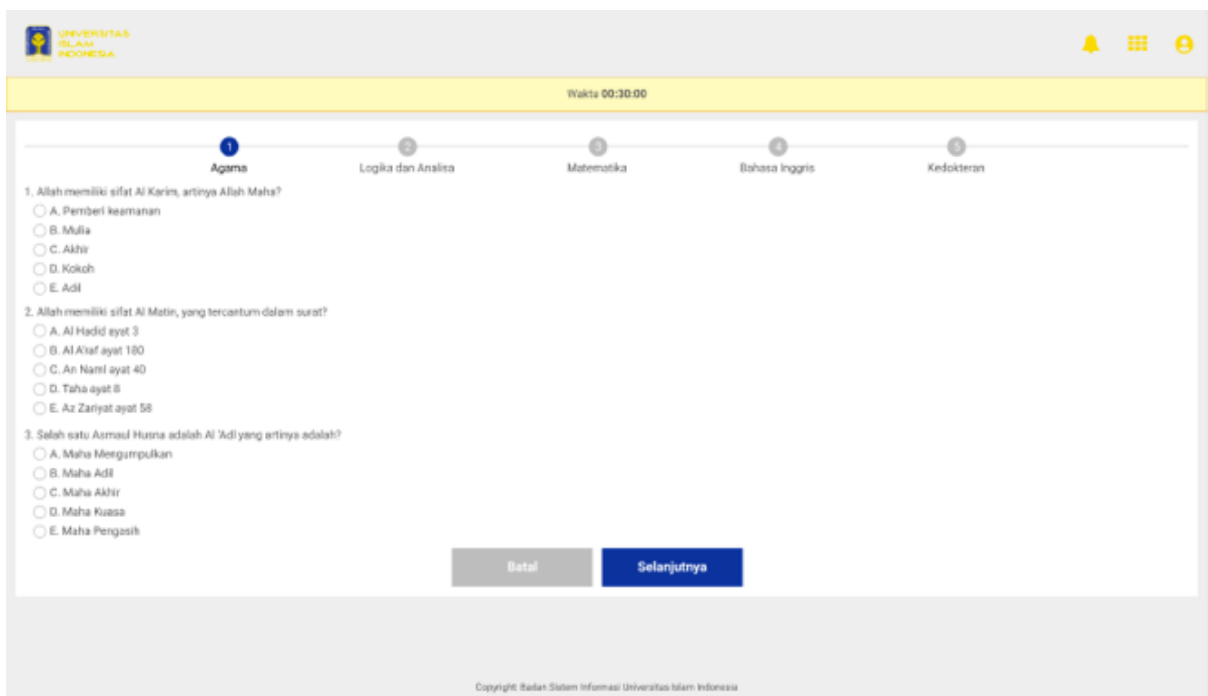 UNIVERSITAS
ISLAM
INDONESIA
Waktu 00:30:00
1 2 3 4 5
Agama Logika dan Analisa Matematika Bahasa Inggris Kedokteran
1. Allah memiliki sifat Al Karim, artinya Allah Maha?
A. Pemberi keamanan
B. Mulia
C. Akhir
D. Kokoh
E. Adil
2. Allah memiliki sifat Al Matin, yang tercantum dalam surat?
A. Al Hadid ayat 3
B. Al A'raf ayat 180
C. An Naml ayat 40
D. Taha ayat 8
E. Az Zariyat ayat 58
3. Salah satu Asmaul Husna adalah Al 'Adl yang artinya adalah?
A. Maha Mengumpulkan
B. Maha Adil
C. Maha Akhir
D. Maha Kuasa
E. Maha Pengasih
Batal Selanjutnya
Copyright Badan Sistem Informasi Universitas Islam Indonesia